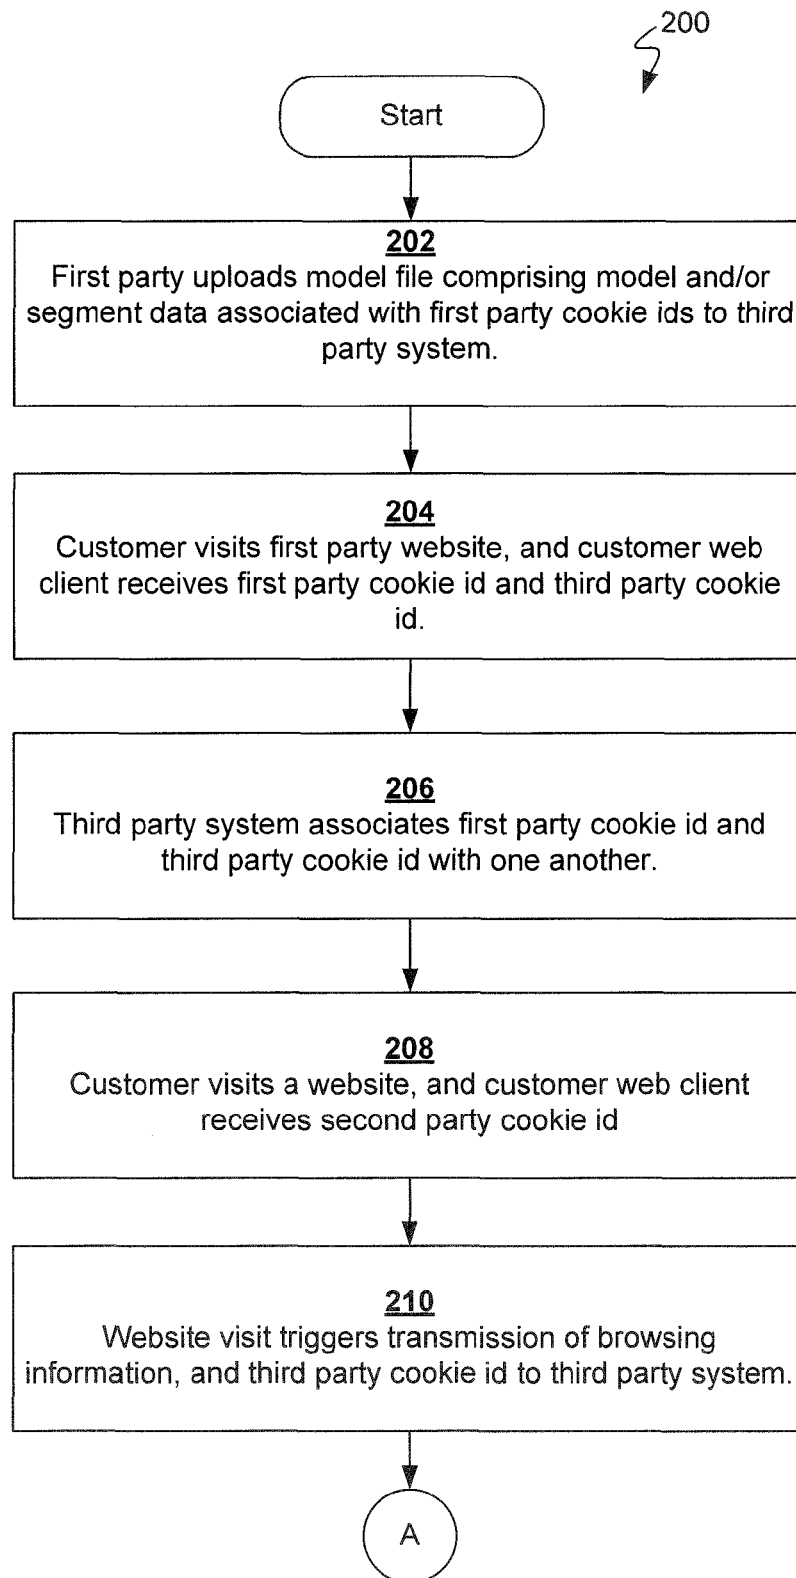 200
Start
202
First party uploads model file comprising model and/or
segment data associated with first party cookie ids to third
party system.
204
Customer visits first party website, and customer web
client receives first party cookie id and third party cookie
id.
206
Third party system associates first party cookie id and
third party cookie id with one another.
208
Customer visits a website, and customer web client
receives second party cookie id
210
Website visit triggers transmission of browsing
information, and third party cookie id to third party system.
A